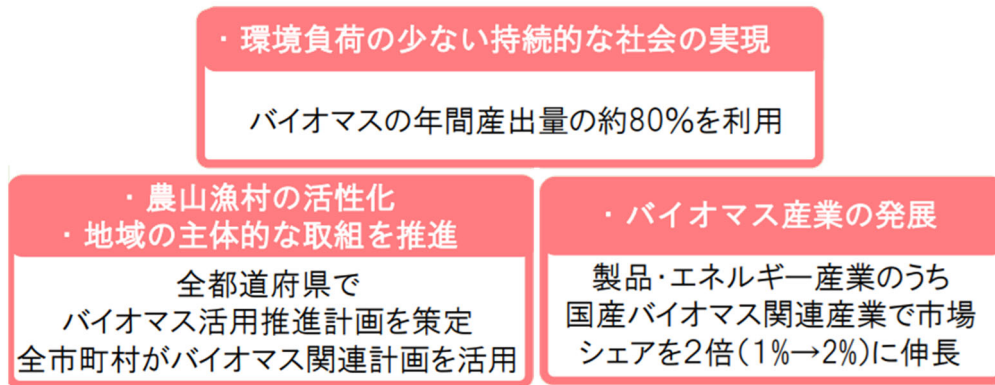 ・環境負荷の少ない持続的な社会の実現
バイオマスの年間産出量の約80%を利用
・農山漁村の活性化
・地域の主体的な取組を推進
全都道府県で
バイオマス活用推進計画を策定
全市町村がバイオマス関連計画を活用
・バイオマス産業の発展
製品・エネルギー産業のうち
国産バイオマス関連産業で市場
シェアを2倍(1%→2%)に伸長